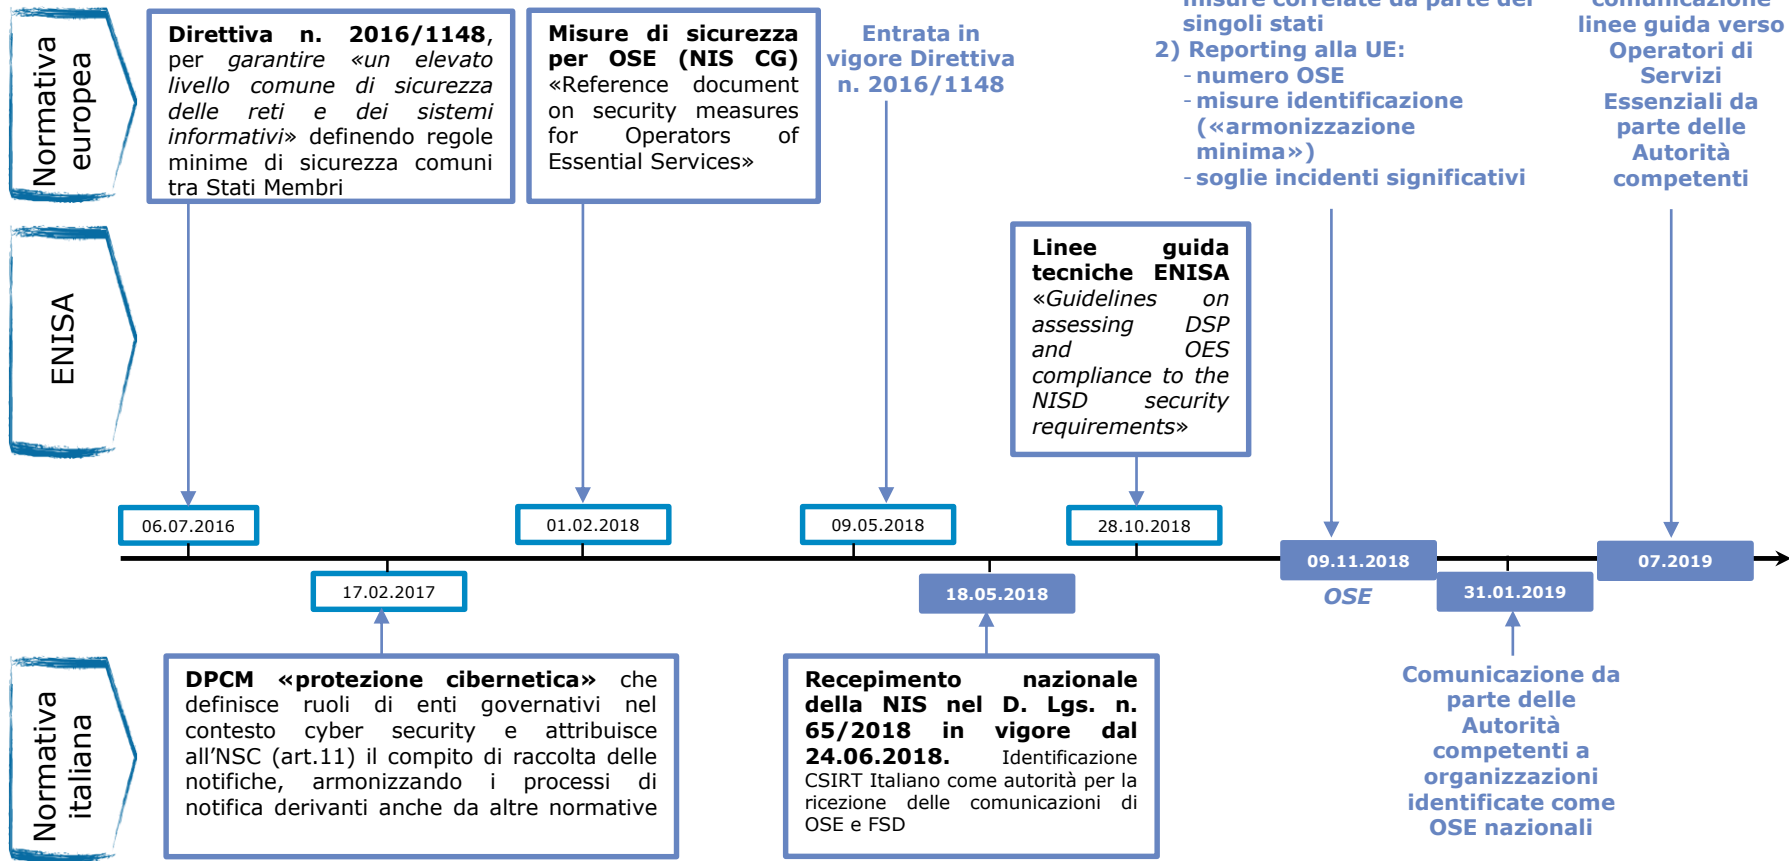 Normativa
europea
Direttiva n. 2016/1148,
per garantire «un elevato
livello comune di sicurezza
delle reti e dei sistemi
informativi» definendo regole
minime di sicurezza comuni
tra Stati Membri
Misure di sicurezza
per OSE (NIS CG)
«Reference document
on security measures
for Operators of
Essential Services»
Entrata in
vigore Direttiva
n. 2016/1148
misure correlate da parte dei
singoli stati
2) Reporting alla UE:
- numero OSE
- misure identificazione
(«armonizzazione
minima»)
- soglie incidenti significativi
comunicazione
linee guida verso
Operatori di
Servizi
Essenziali da
parte delle
Autorità
competenti
ENISA
Linee guida
tecniche ENISA
«Guidelines on
assessing DSP
and OES
compliance to the
NISD security
requirements»
06.07.2016
01.02.2018
09.05.2018
28.10.2018
09.11.2018
07.2019
17.02.2017
18.05.2018
OSE
31.01.2019
Normativa
italiana
DPCM «protezione cibernetica» che
definisce ruoli di enti governativi nel
contesto cyber security e attribuisce
all'NSC (art.11) il compito di raccolta delle
notifiche, armonizzando i processi di
notifica derivanti anche da altre normative
Recepimento nazionale
della NIS nel D. Lgs. n.
65/2018 in vigore dal
24.06.2018. Identificazione
CSIRT Italiano come autorità per la
ricezione delle comunicazioni di
OSE e FSD
Comunicazione da
parte delle
Autorità
competenti a
organizzazioni
identificate come
OSE nazionali